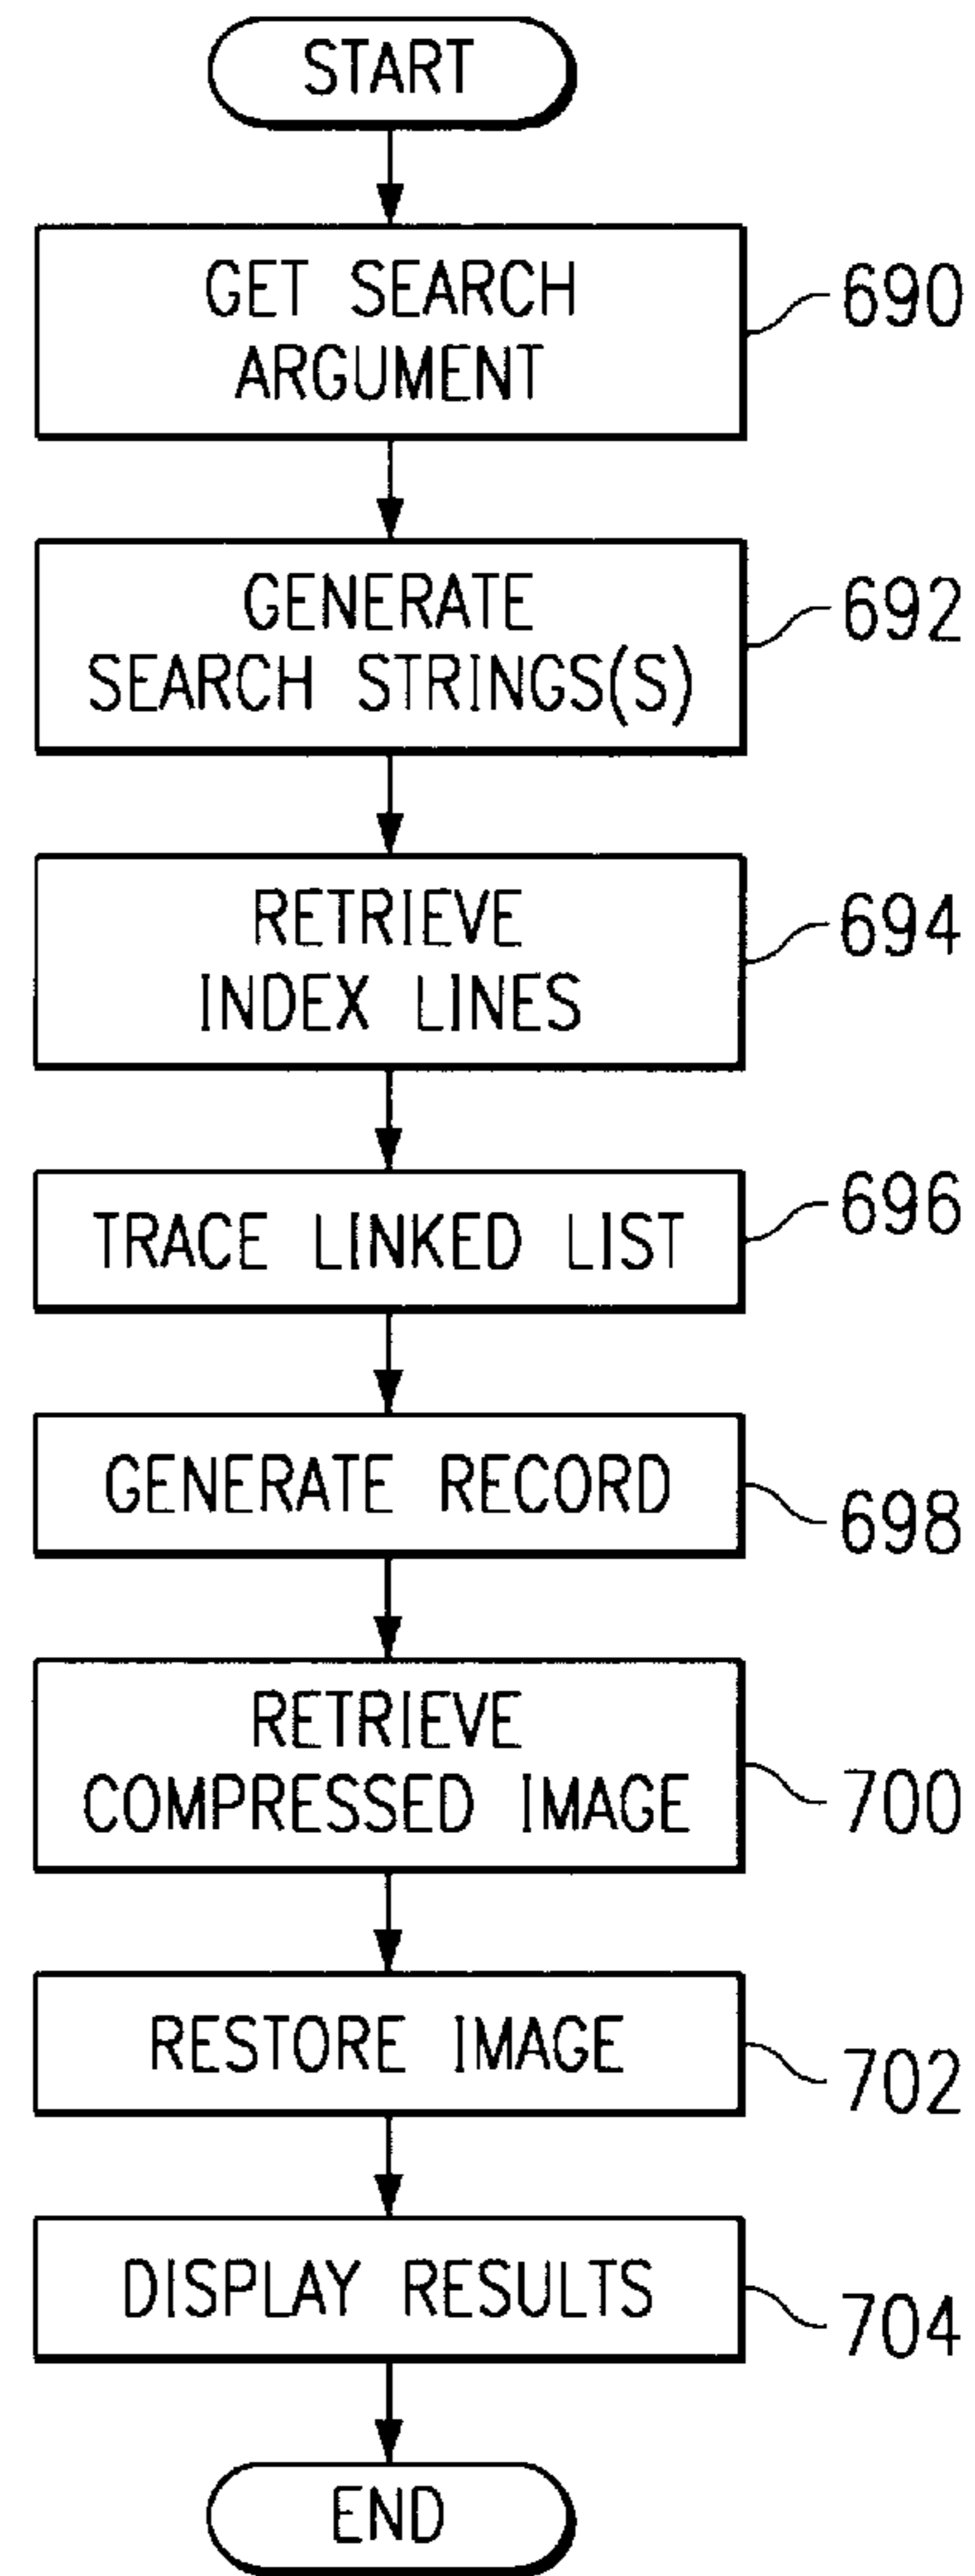 START
GET SEARCH
ARGUMENT
690
GENERATE
SEARCH STRINGS(S)
692
RETRIEVE
INDEX LINES
694
TRACE LINKED LIST
696
GENERATE RECORD
698
RETRIEVE
COMPRESSED IMAGE
700
RESTORE IMAGE
702
DISPLAY RESULTS
704
END